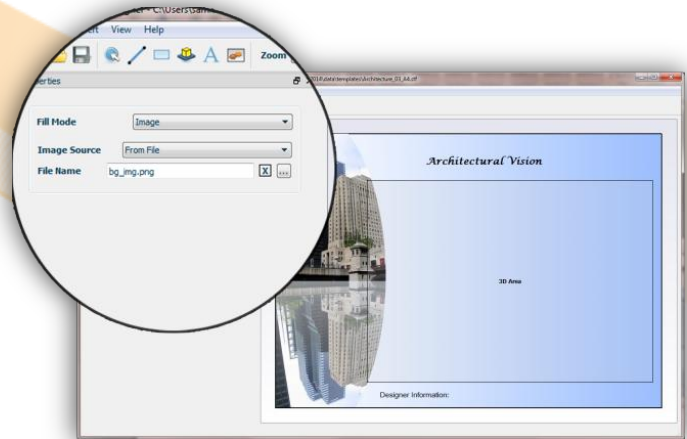 View Help
A
Zoom
Fill Mode
Image
Image Source
From File
File Name
bg_img.png
X ...
Architectural Vision
3D Area
Designer Information: